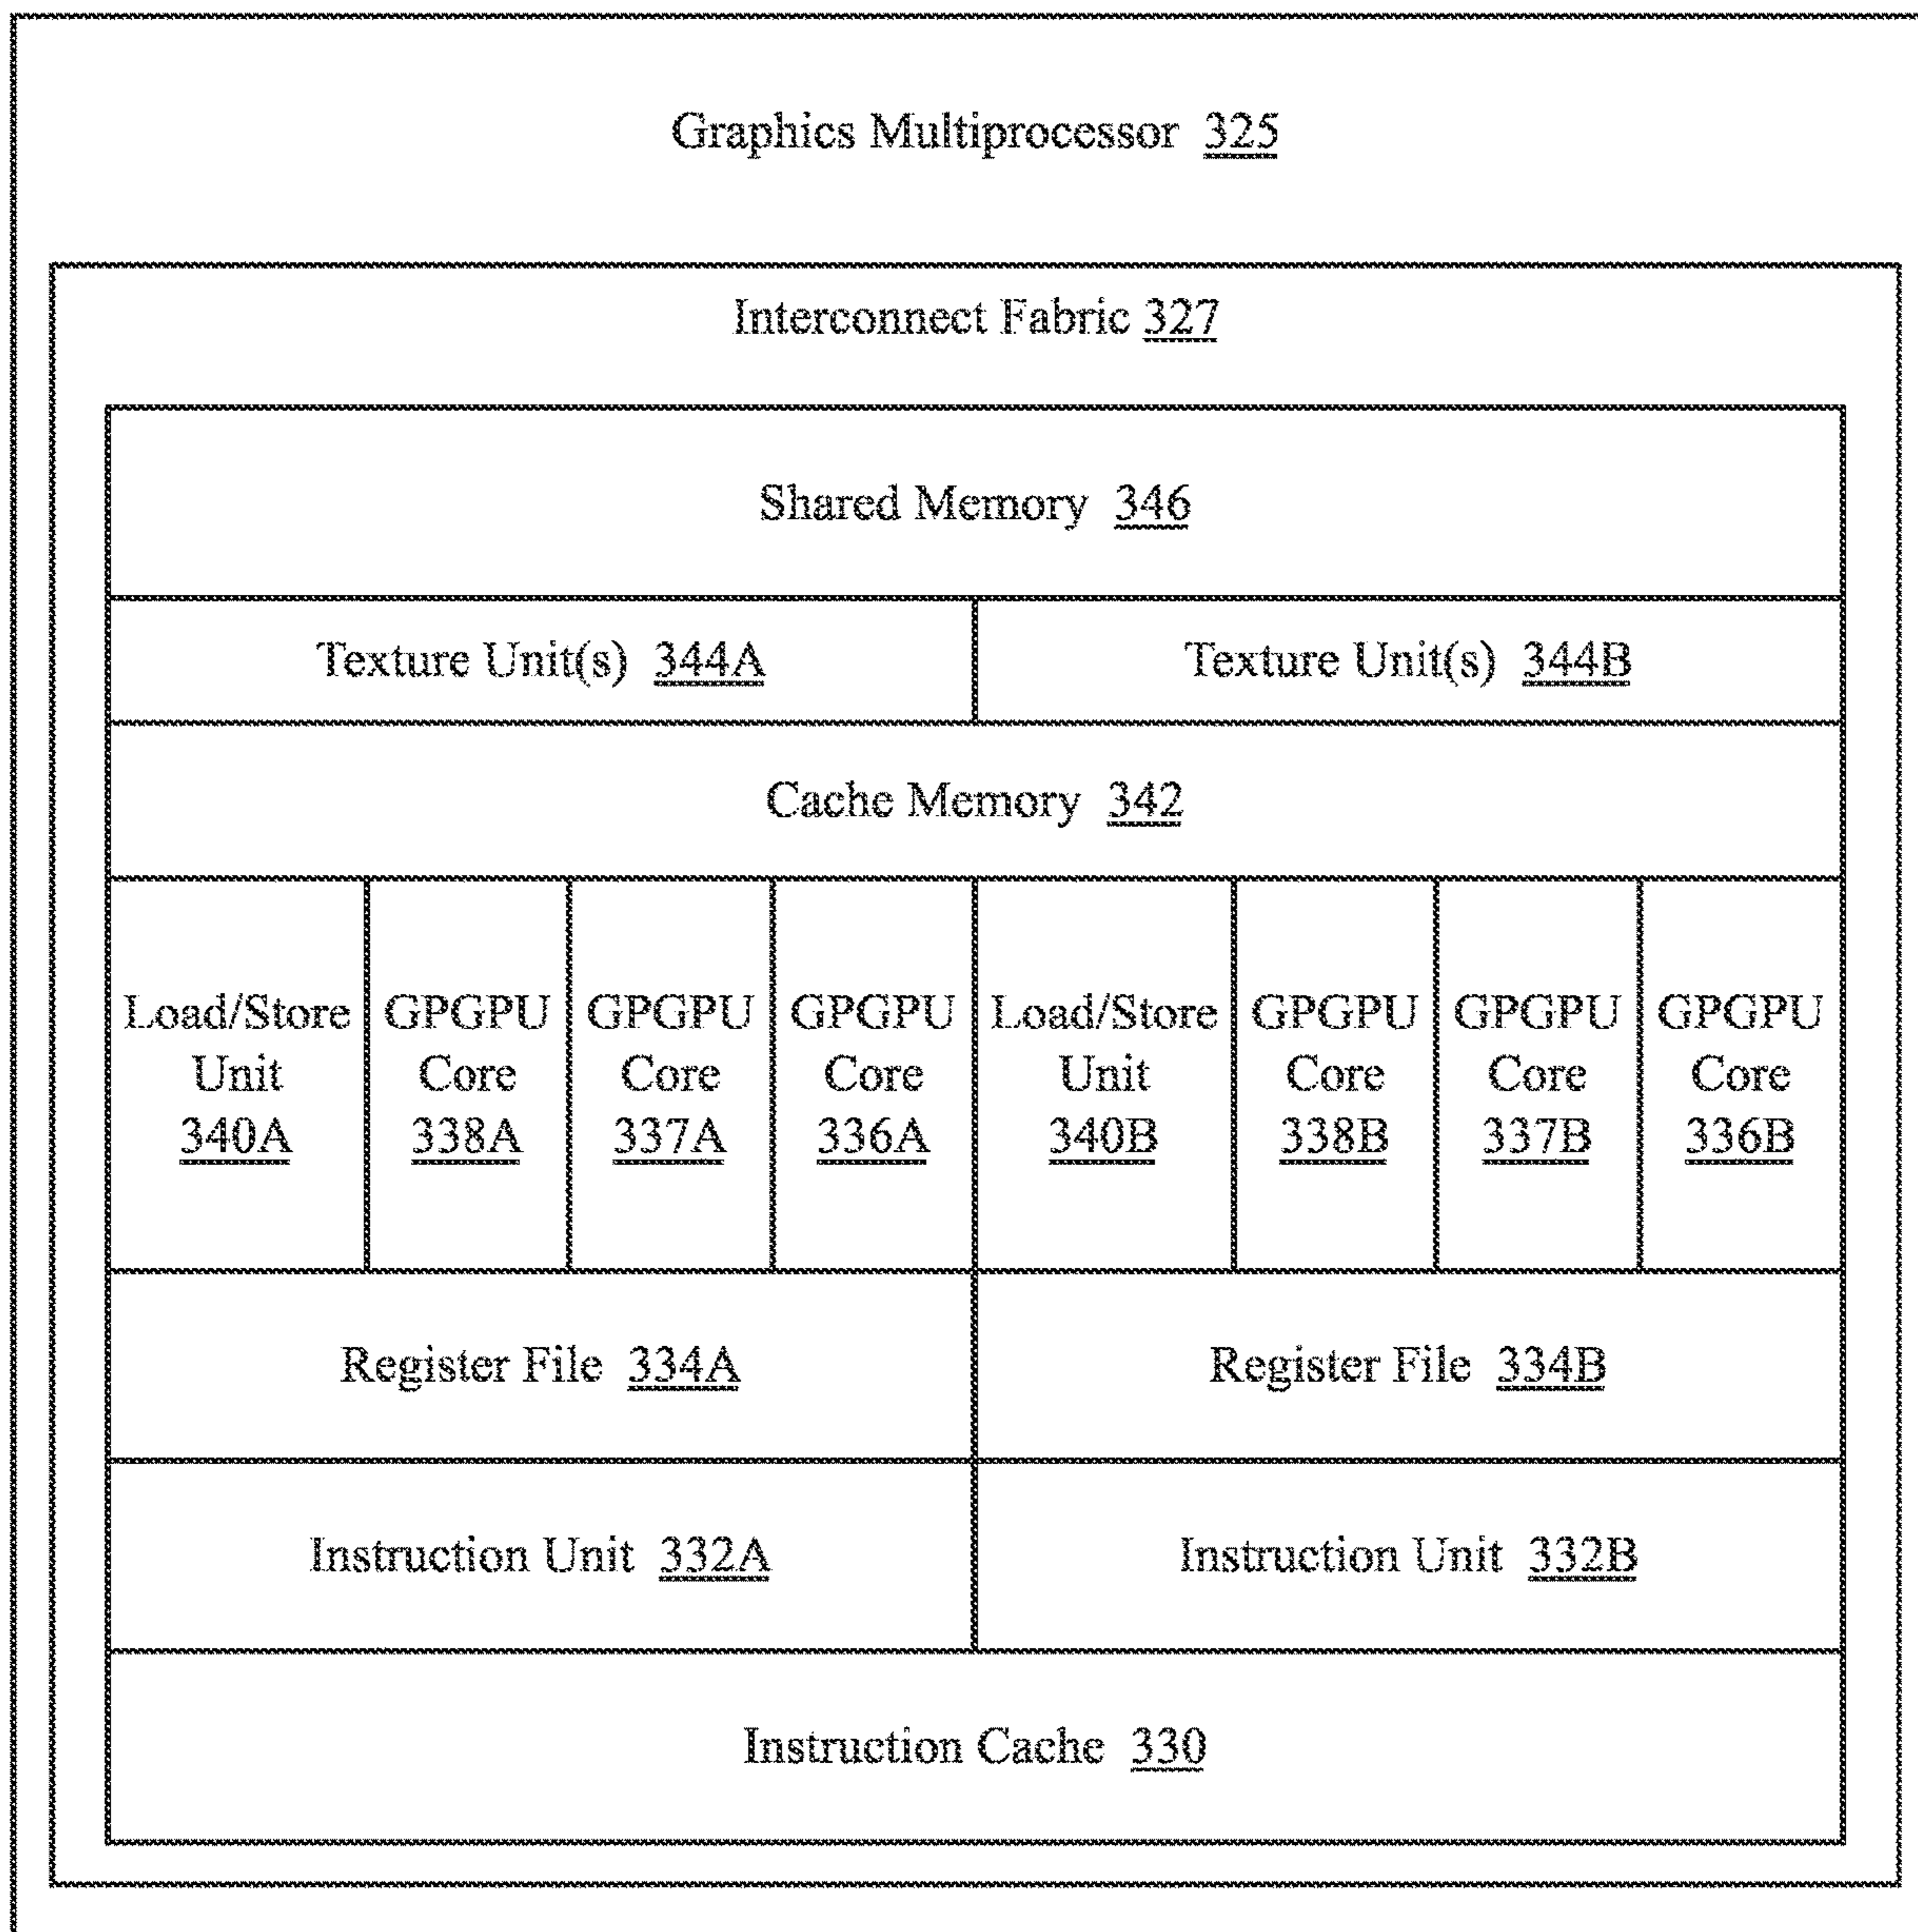 Graphics Multiprocessor 325
Interconnect Fabric 327
Shared Memory 346
Texture Unit(s) 344A
Texture Unit(s) 344B
Cache Memory 342
Load/Store
Unit
340A
GPGPU
Core
338A
GPGPU
Core
337A
GPGPU
Core
336A
Load/Store
Unit
340B
GPGPU
Core
338B
GPGPU
Core
337B
GPGPU
Core
336B
Register File 334A
Register File 334B
Instruction Unit 332A
Instruction Unit 332B
Instruction Cache 330